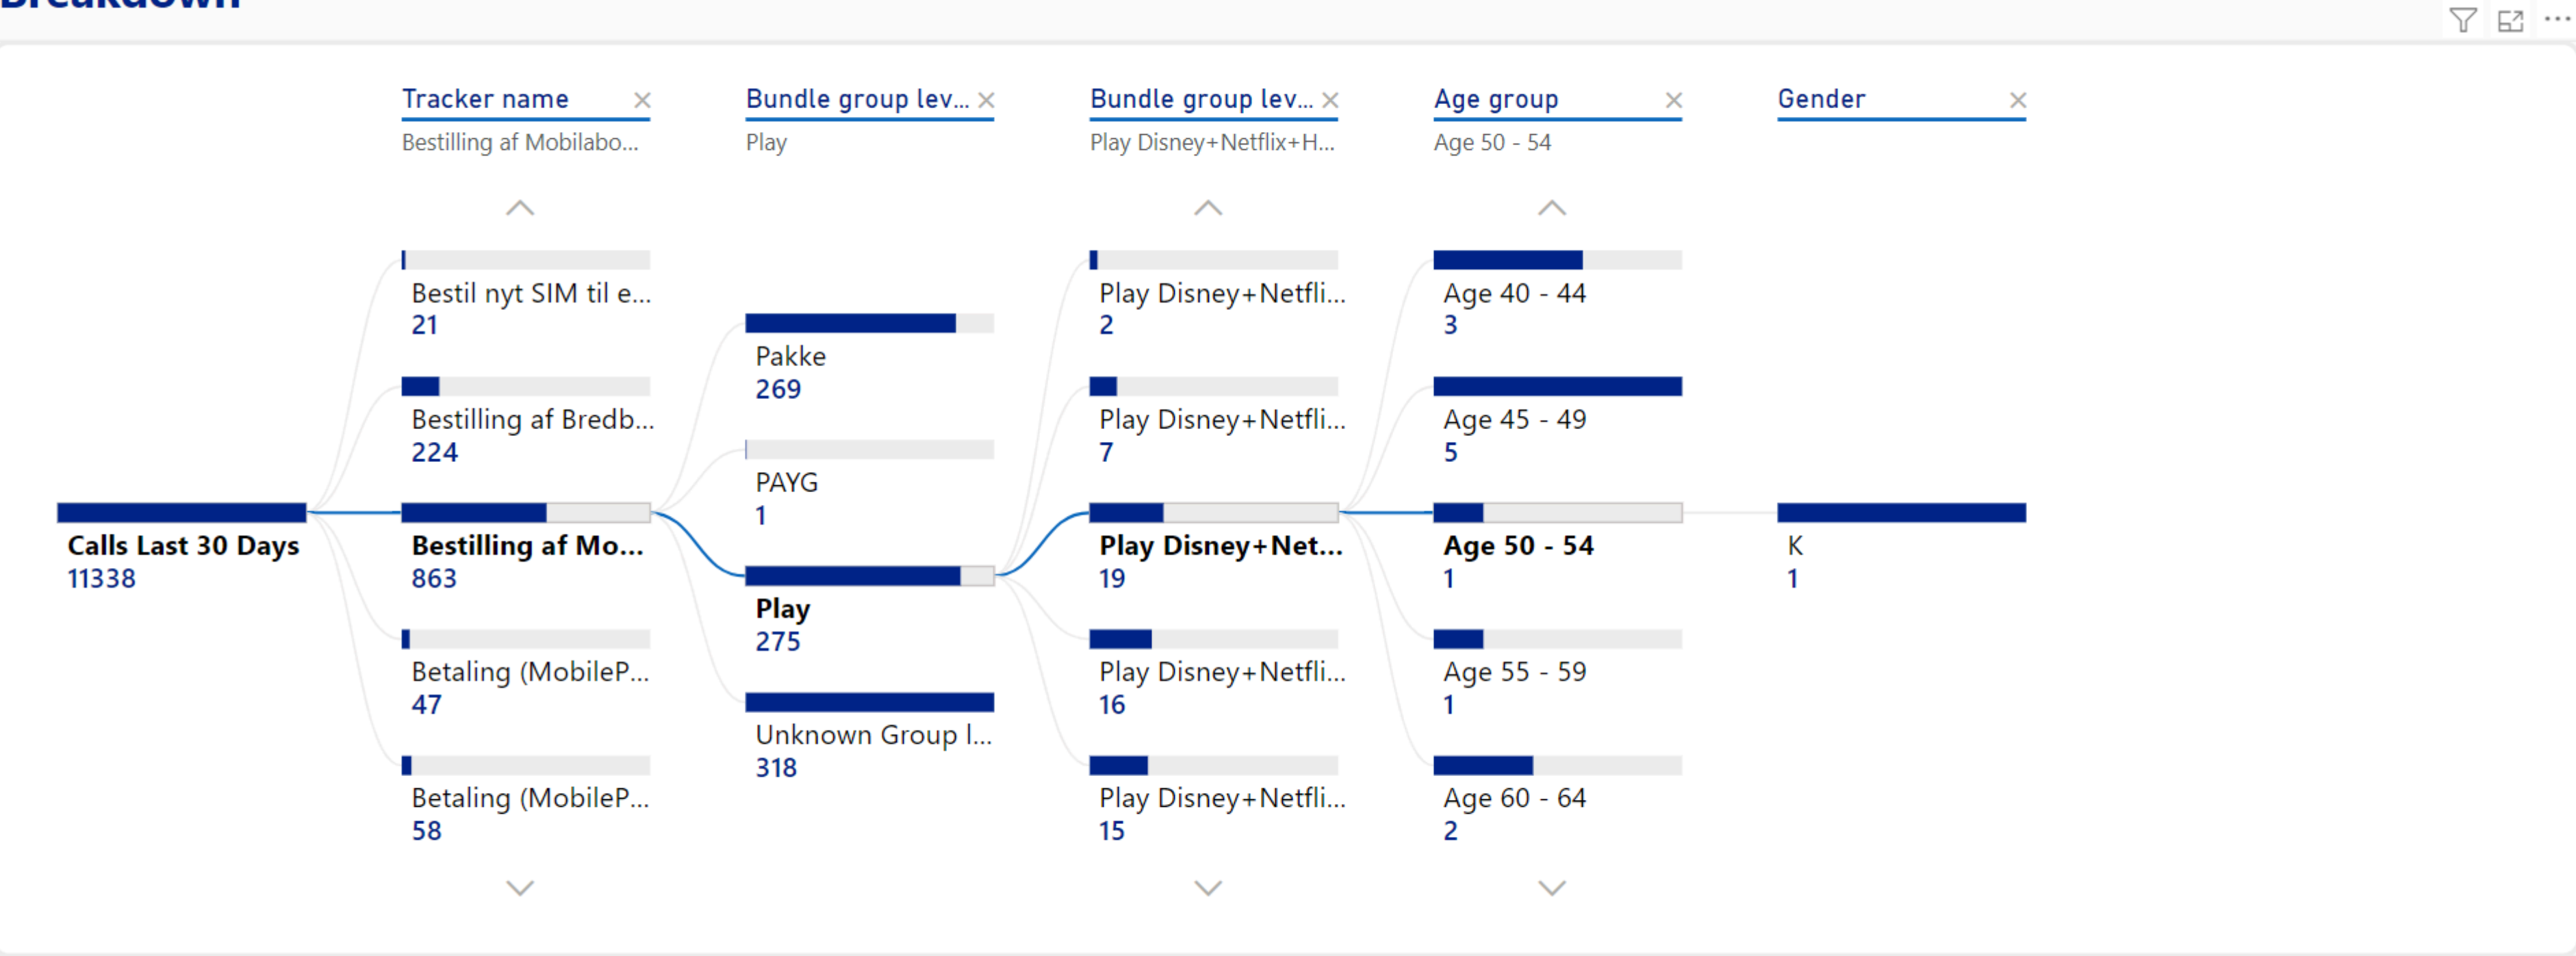 Breakdown
Tracker name
Bestilling af Mobilabo...
Bundle group lev...
Play
Bundle group lev...
Play Disney+Netflix+H...
Age group
Age 50 - 54
Gender
Calls Last 30 Days
11338
Bestil nyt SIM til e...
21
Bestilling af Bredb...
224
Bestilling af Mo...
863
Betaling (MobileP...
47
Betaling (MobileP...
58
Pakke
269
PAYG
1
Play
275
Unknown Group l...
318
Play Disney+Netfli...
2
Play Disney+Netfli...
7
Play Disney+Net...
19
Play Disney+Netfli...
16
Play Disney+Netfli...
15
Age 40 - 44
3
Age 45 - 49
5
Age 50 - 54
1
Age 55 - 59
1
Age 60 - 64
2
K
1